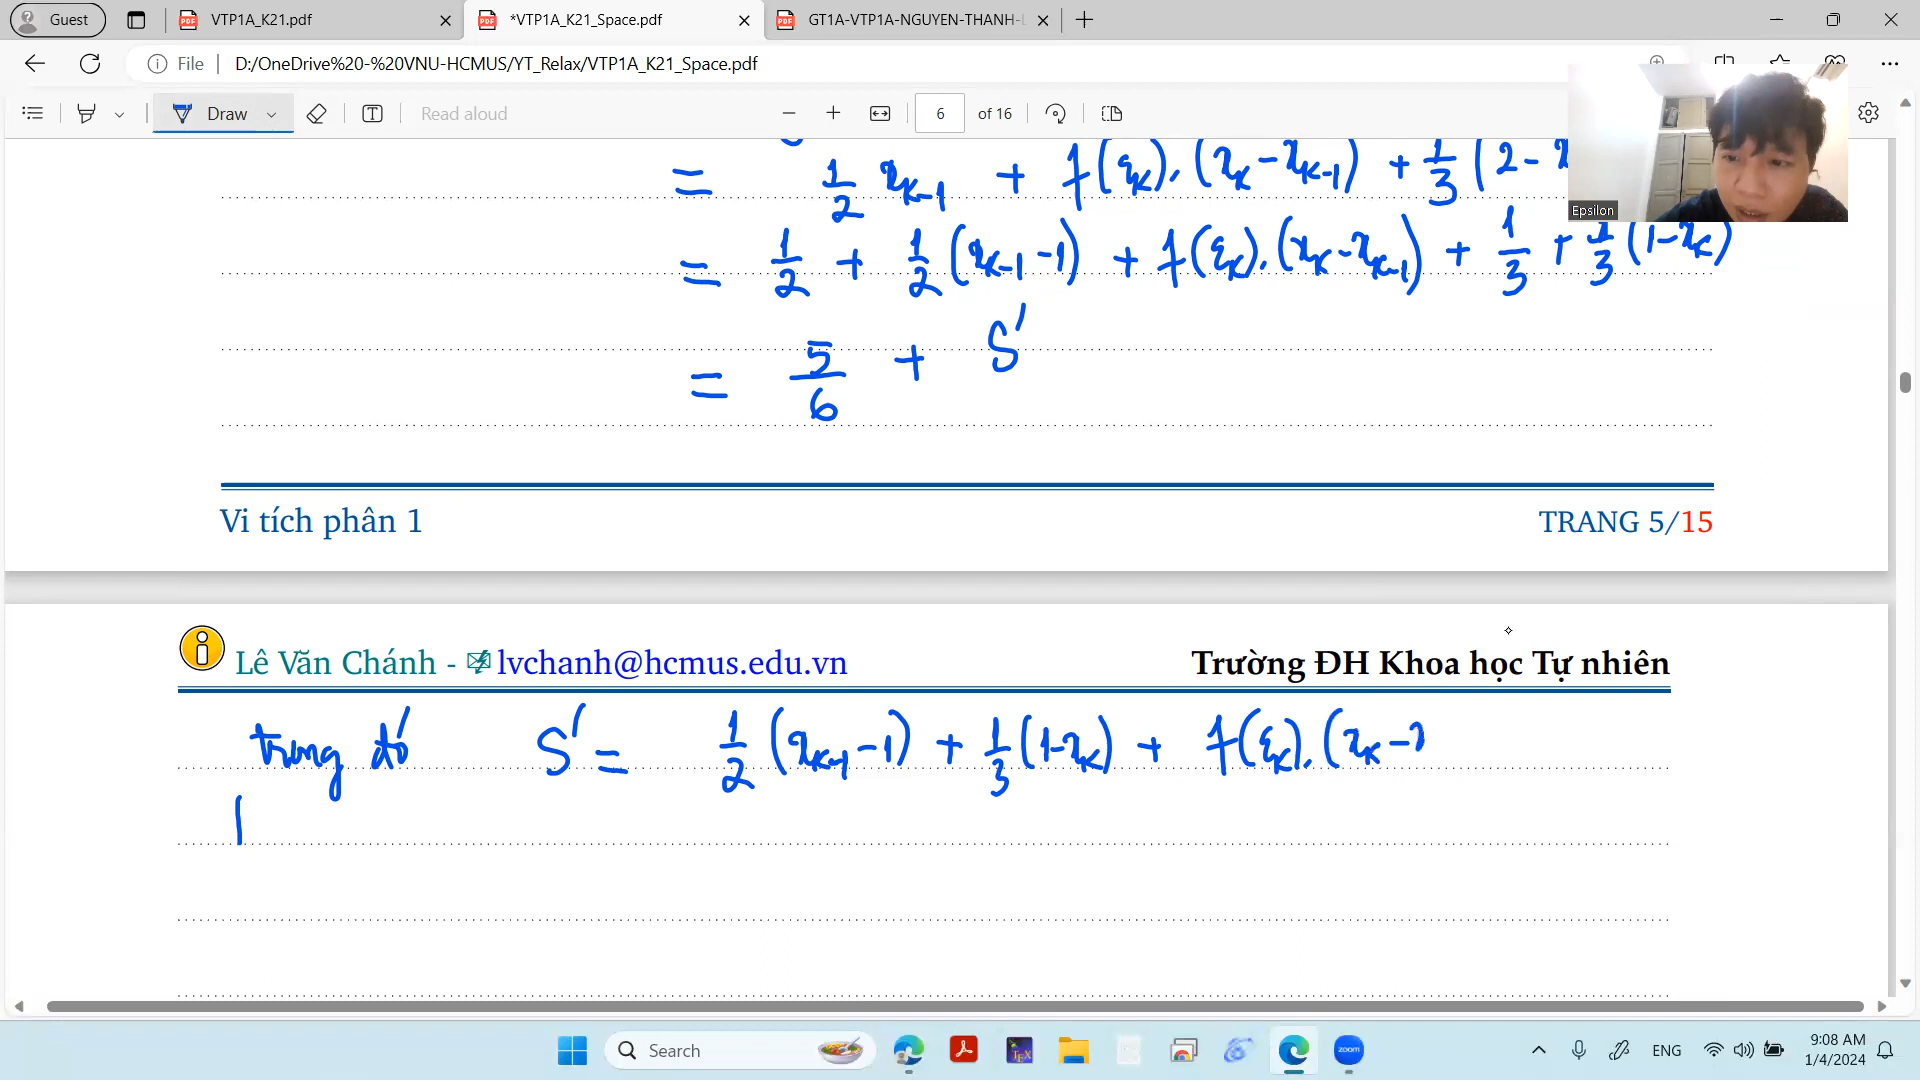 Guest
VTP1A_K21.pdf
*VTP1A_K21_Space.pdf
GT1A-VTP1A-NGUYEN-THANH-
File
D:/OneDrive%20-%20VNU-HCMUS/YT_Relax/VTP1A_K21_Space.pdf
Draw
Read aloud
6 of 16
= 1/2 x_{k-1} + f(ξ_k).(x_k - x_{k-1}) + 1/3 (2 -
Epsilon
= 1/2 + 1/2 (x_{k-1} - 1) + f(ξ_k).(x_k - x_{k-1}) + 1/3 + 1/3 (1 - x_k)
= 5/6 + S'
Vi tích phân 1
TRANG 5/15
Lê Văn Chánh - lvchanh@hcmus.edu.vn
Trường ĐH Khoa học Tự nhiên
trong đó S' = 1/2 (x_{k-1} - 1) + 1/3 (1 - x_k) + f(ξ_k).(x_k -
Search
TEX
zoom
ENG
9:08 AM
1/4/2024